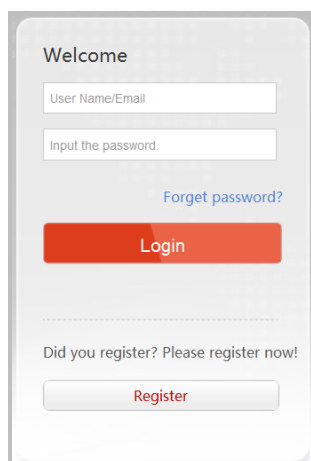 Welcome
User Name/Email
Input the password.
Forget password?
Login
Did you register? Please register now!
Register